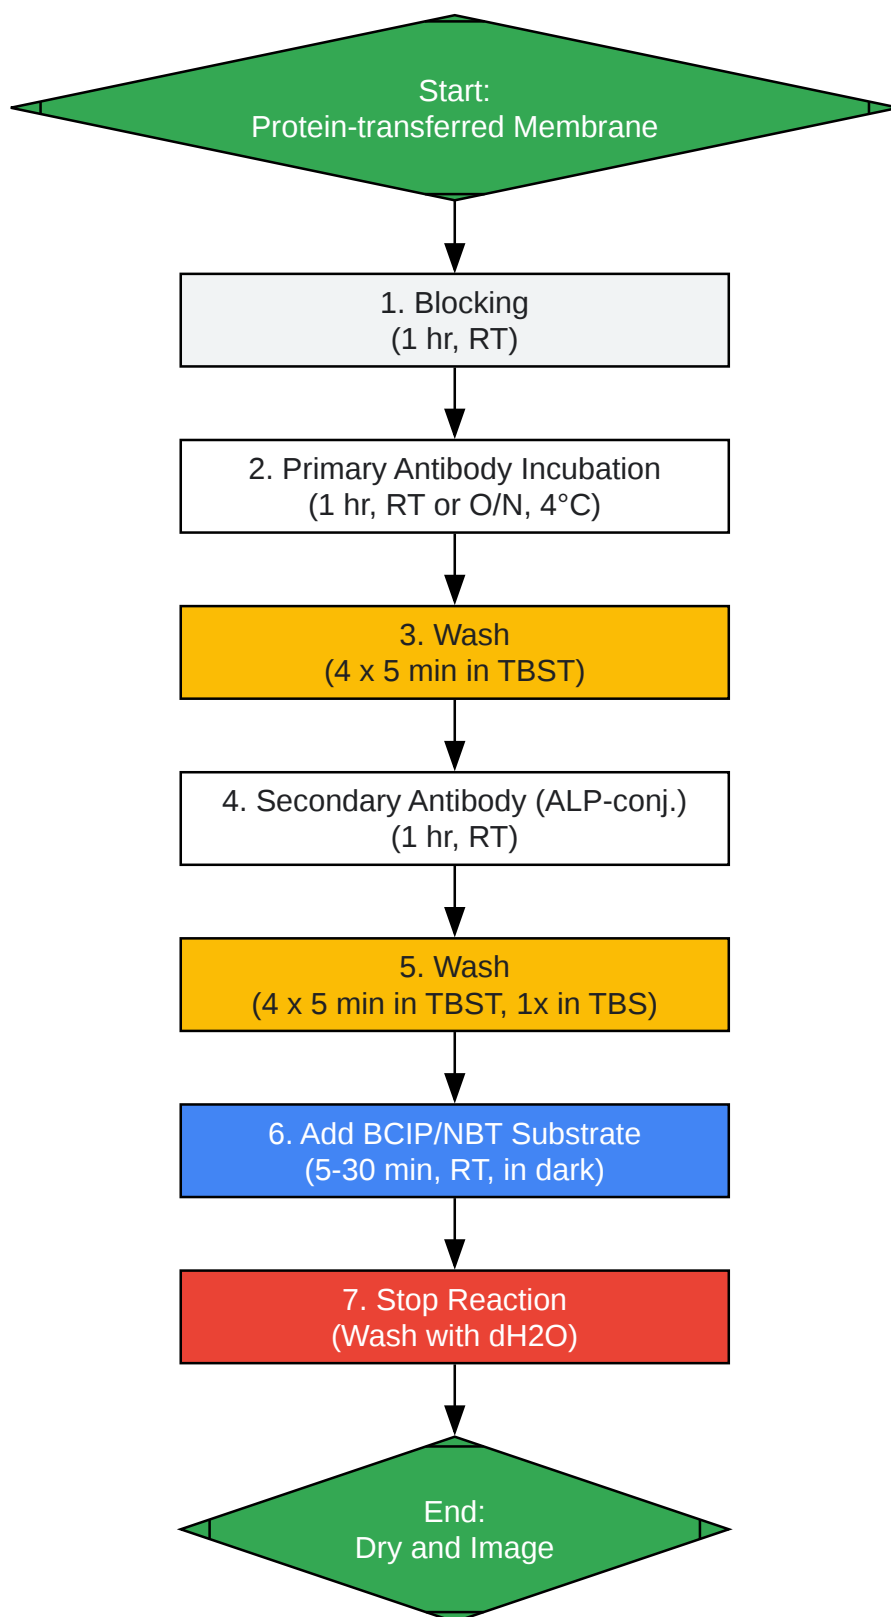 Start:
Protein-transferred Membrane
1. Blocking
(1 hr, RT)
2. Primary Antibody Incubation
(1 hr, RT or O/N, 4°C)
3. Wash
(4 x 5 min in TBST)
4. Secondary Antibody (ALP-conj.)
(1 hr, RT)
5. Wash
(4 x 5 min in TBST, 1x in TBS)
6. Add BCIP/NBT Substrate
(5-30 min, RT, in dark)
7. Stop Reaction
(Wash with dH2O)
End:
Dry and Image